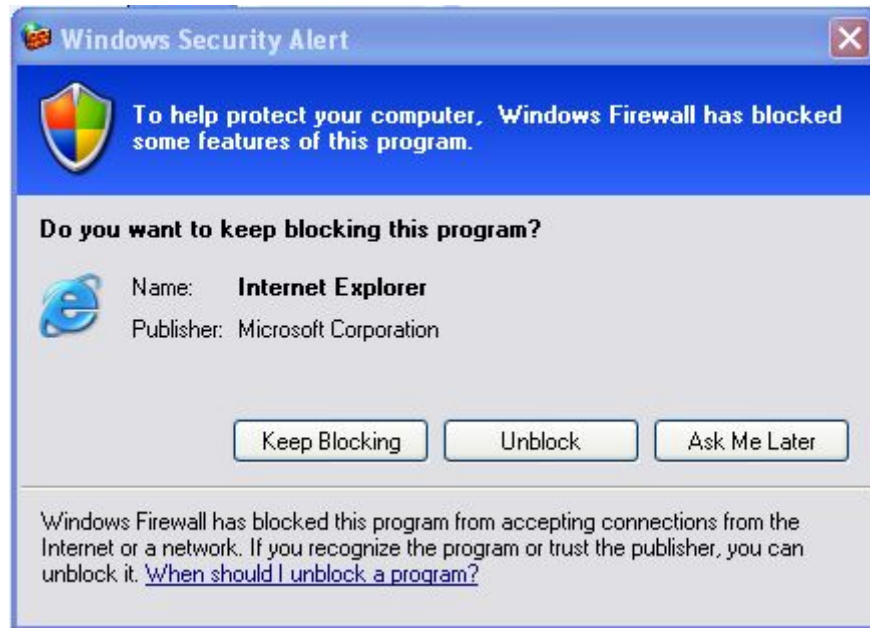 Windows Security Alert
To help protect your computer, Windows Firewall has blocked
some features of this program.
Do you want to keep blocking this program?
Name: Internet Explorer
Publisher: Microsoft Corporation
Keep Blocking Unblock Ask Me Later
Windows Firewall has blocked this program from accepting connections from the
Internet or a network. If you recognize the program or trust the publisher, you can
unblock it. When should I unblock a program?